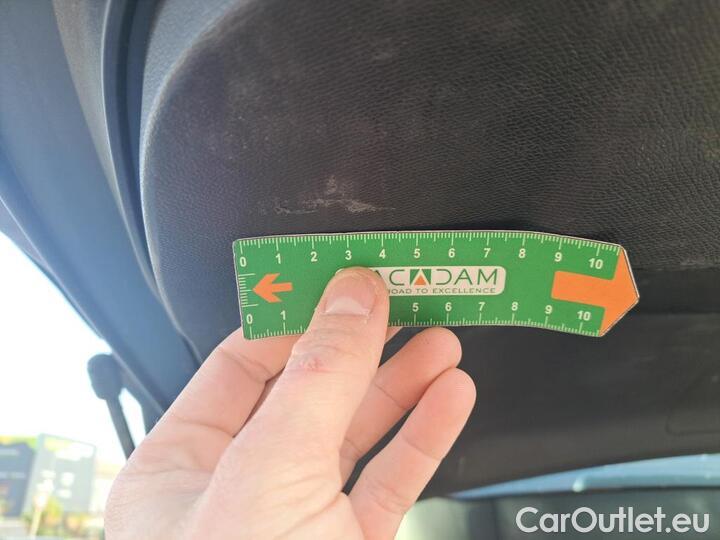 0 1 2 3 4 5 6 7 8 9 10
ACADAM
ROAD TO EXCELLENCE
0 1 5 6 7 8 9 10
CarOutlet.eu